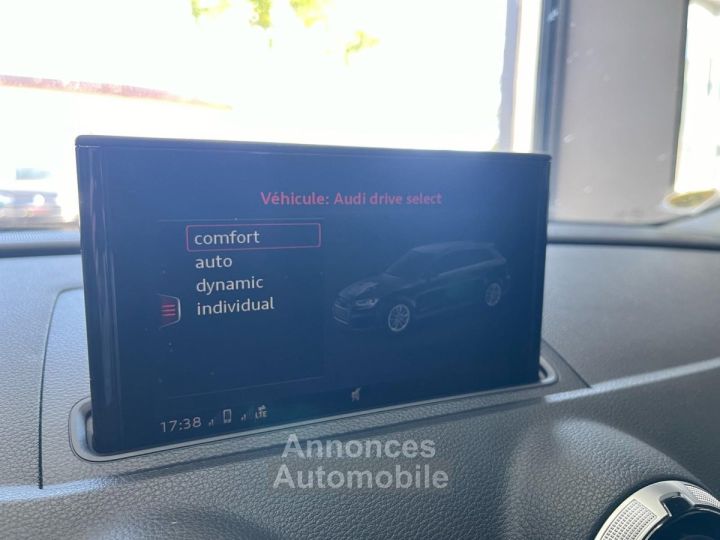 Véhicule: Audi drive select
comfort
auto
dynamic
individual
17:38 LTE
Annonces
Automobile